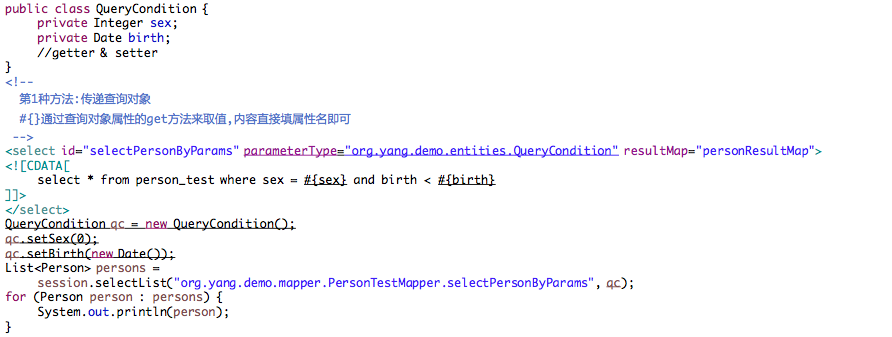 public class QueryCondition {
private Integer sex;
private Date birth;
//getter & setter
}
<!--
第1种方法:传递查询对象
#{}通过查询对象属性的get方法来取值,内容直接填属性名即可
-->
<select id="selectPersonByParams" parameterType="org.yang.demo.entities.QueryCondition" resultMap="personResultMap">
<![CDATA[
select * from person_test where sex = #{sex} and birth < #{birth}
]]>
</select>
QueryCondition qc = new QueryCondition();
qc.setSex(0);
qc.setBirth(new Date());
List<Person> persons =
session.selectList("org.yang.demo.mapper.PersonTestMapper.selectPersonByParams", qc);
for (Person person : persons) {
System.out.println(person);
}